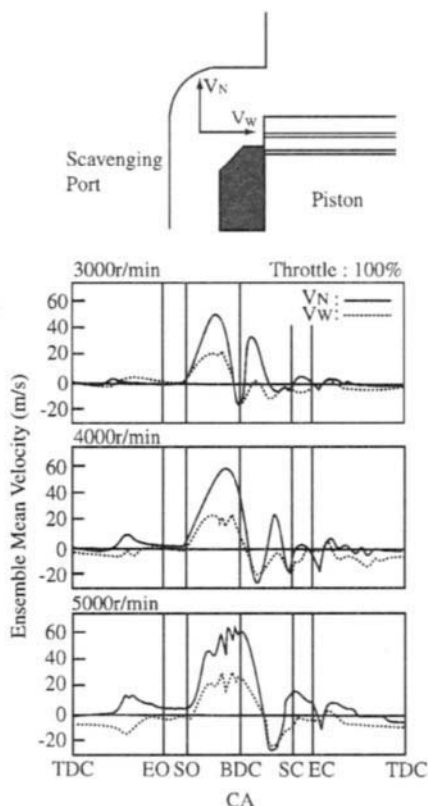 VN
VW
Scavenging
Port
Piston
3000r/min Throttle : 100%
VN :
VW :
60
40
20
0
-20
4000r/min
60
40
20
0
-20
5000r/min
60
40
20
0
-20
Ensemble Mean Velocity (m/s)
TDC EO SO BDC SC EC TDC
CA